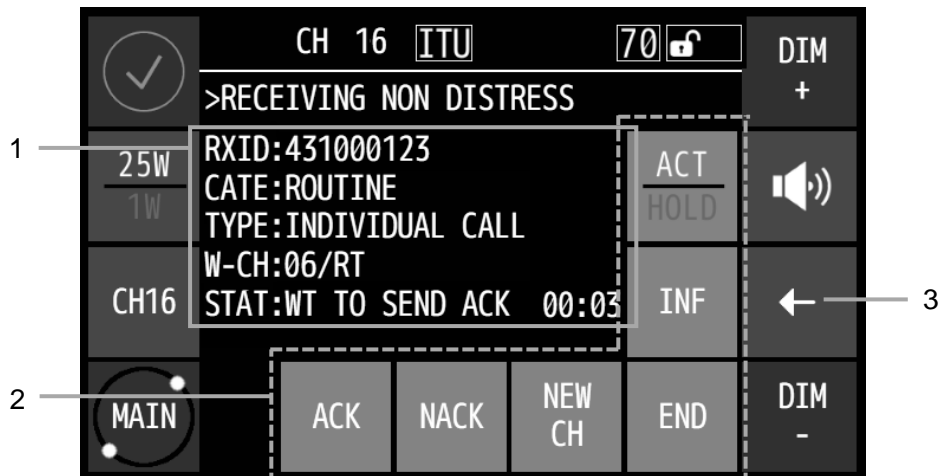 CH 16 ITU 70
DIM
+
>RECEIVING NON DISTRESS
1
25W
1W
RXID:431000123
CATE:ROUTINE
TYPE:INDIVIDUAL CALL
W-CH:06/RT
STAT:WT TO SEND ACK 00:03
ACT
HOLD
CH16
INF
3
2
MAIN
ACK
NACK
NEW
CH
END
DIM
-